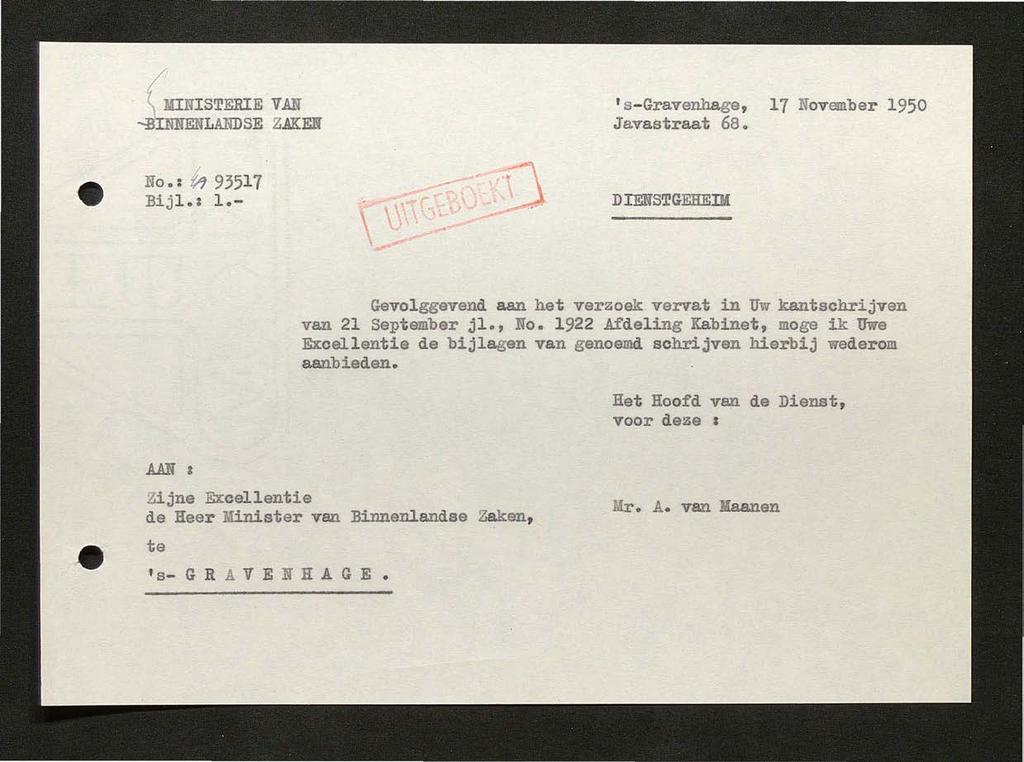 MINISTERIE VAN
BINNENLANDSE ZAKEN
's-Gravenhage, 17 November 1950
Javastraat 68.
No.: 93517
Bijl.: 1.-
UITGEBOEKT
DIENSTGEHEIM
Gevolggevend aan het verzoek vervat in Uw kantschrijven
van 21 September jl., No. 1922 Afdeling Kabinet, moge ik Uwe
Excellentie de bijlagen van genoemd schrijven hierbij wederom
aanbieden.
Het Hoofd van de Dienst,
voor deze :
AAN :
Zijne Excellentie
de Heer Minister van Binnenlandse Zaken,
Mr. A. van Maanen
te
's- G R A V E N H A G E .